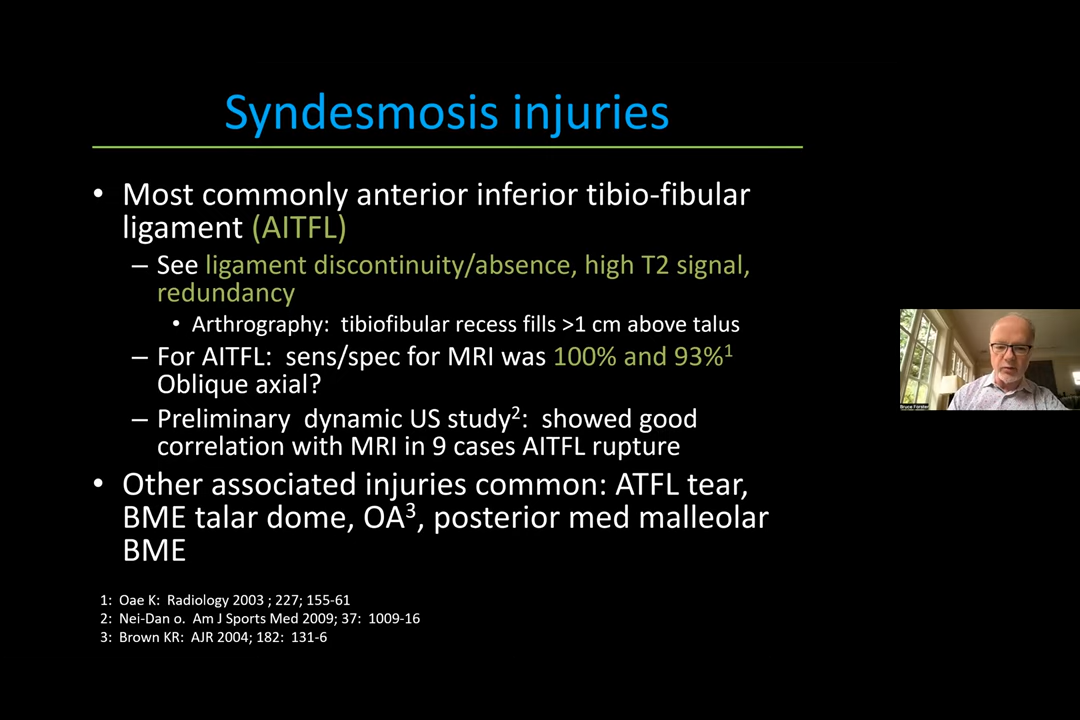 Syndesmosis injuries
• Most commonly anterior inferior tibio-fibular
ligament (AITFL)
– See ligament discontinuity/absence, high T2 signal,
redundancy
• Arthrography: tibiofibular recess fills >1 cm above talus
– For AITFL: sens/spec for MRI was 100% and 93%1
Oblique axial?
– Preliminary dynamic US study2: showed good
correlation with MRI in 9 cases AITFL rupture
• Other associated injuries common: ATFL tear,
BME talar dome, OA3, posterior med malleolar
BME
Bruce Forster
1: Oae K: Radiology 2003 ; 227; 155-61
2: Nei-Dan o. Am J Sports Med 2009; 37: 1009-16
3: Brown KR: AJR 2004; 182: 131-6